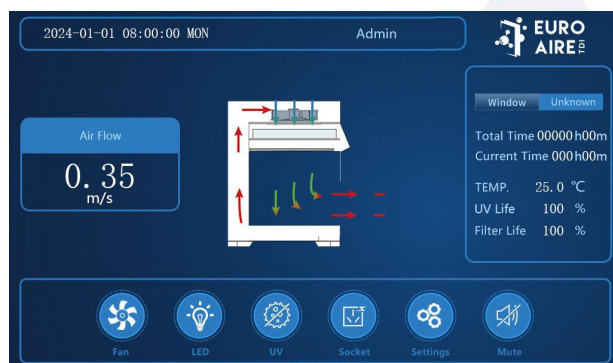 2024-01-01 08:00:00 MON Admin
EURO
AIRE
TDI
Window Unknown
Air Flow
0.35
m/s
Total Time 00000h00m
Current Time 000h00m
TEMP. 25.0 ℃
UV Life 100 %
Filter Life 100 %
Fan LED UV Socket Settings Mute